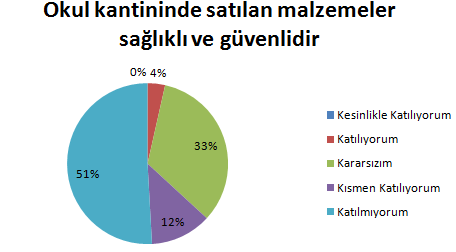 Okul kantininde satılan malzemeler
sağlıklı ve güvenlidir
0% 4%
33%
12%
51%
Kesinlikle Katılıyorum
Katılıyorum
Kararsızım
Kısmen Katılıyorum
Katılmıyorum